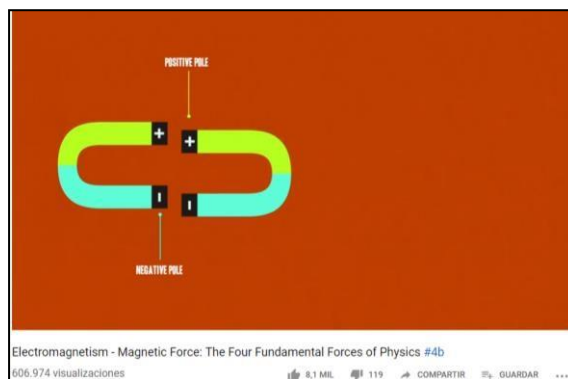 POSITIVE POLE
+ +
- -
NEGATIVE POLE
Electromagnetism - Magnetic Force: The Four Fundamental Forces of Physics #4b
606.974 visualizaciones 8,1 MIL 119 COMPARTIR GUARDAR ...